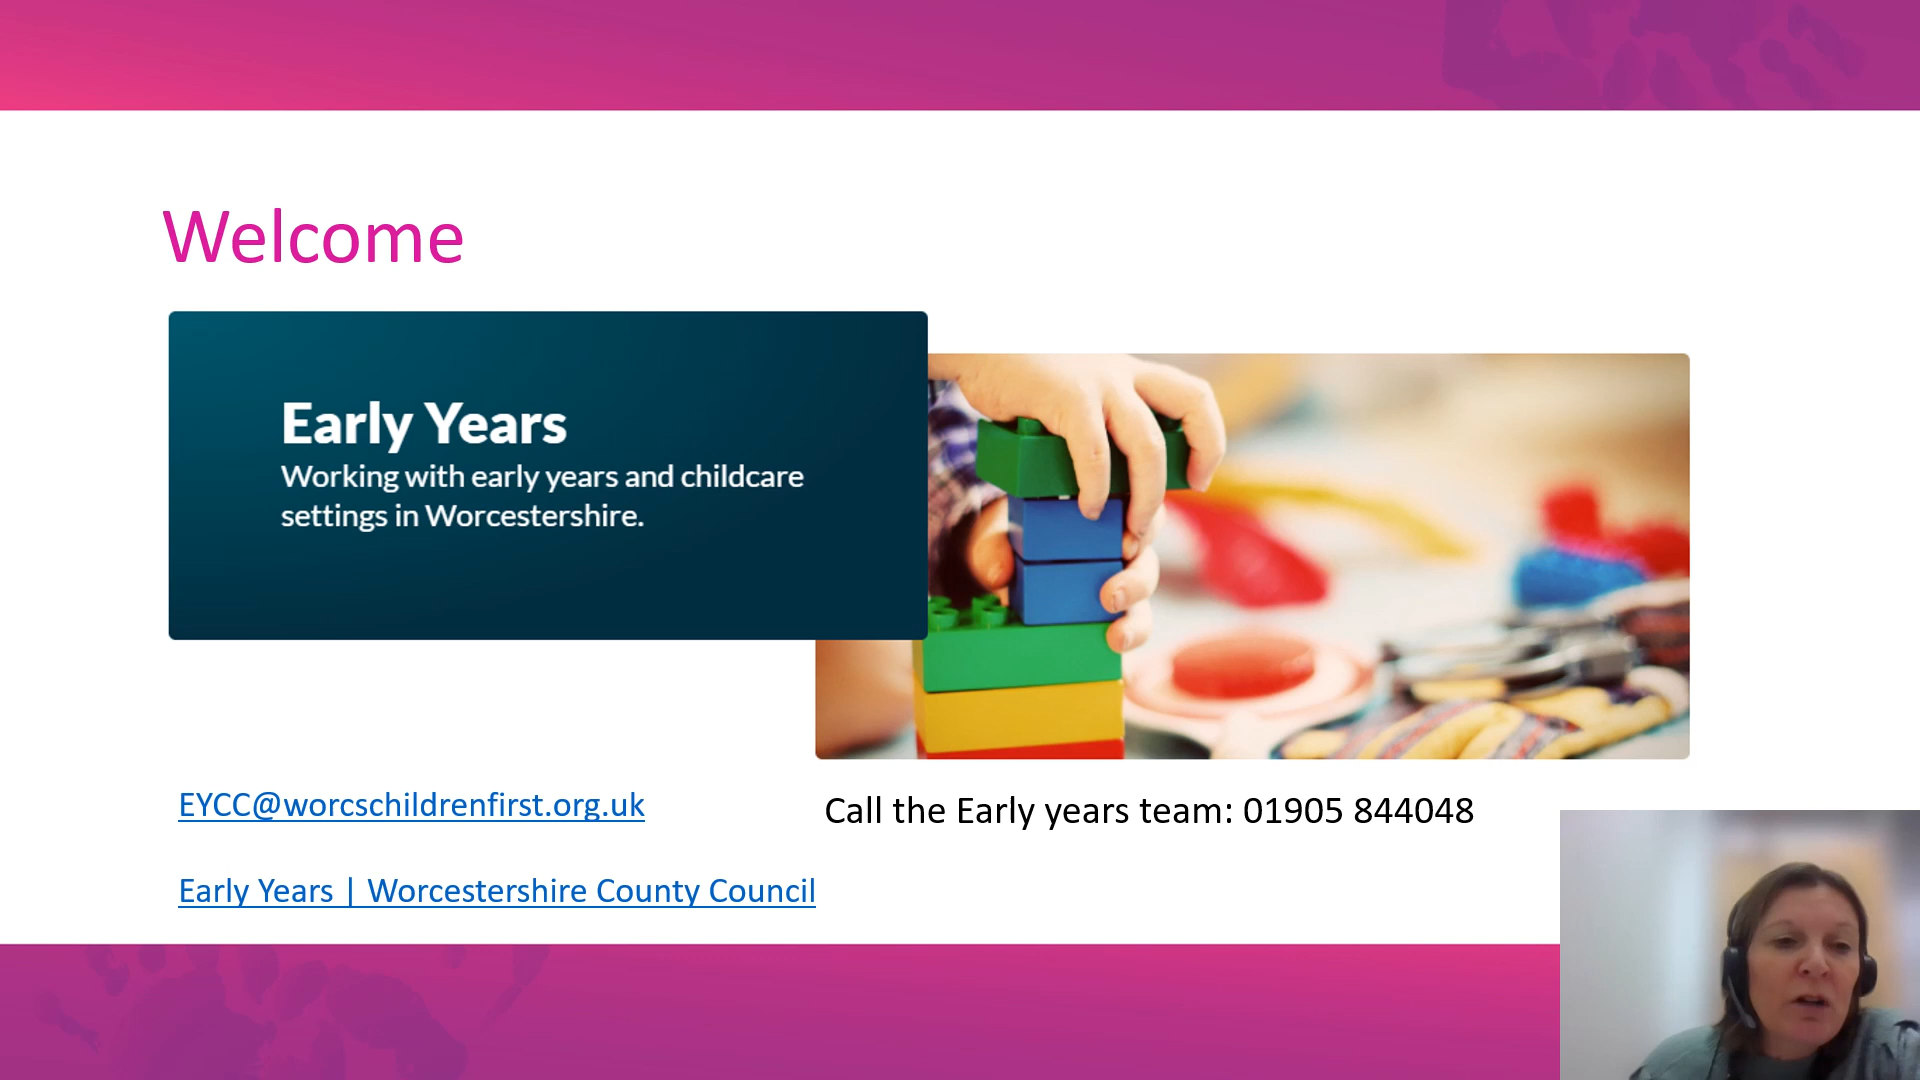 Welcome
Early Years
Working with early years and childcare
settings in Worcestershire.
EYCC@worcschildrenfirst.org.uk
Call the Early years team: 01905 844048
Early Years | Worcestershire County Council